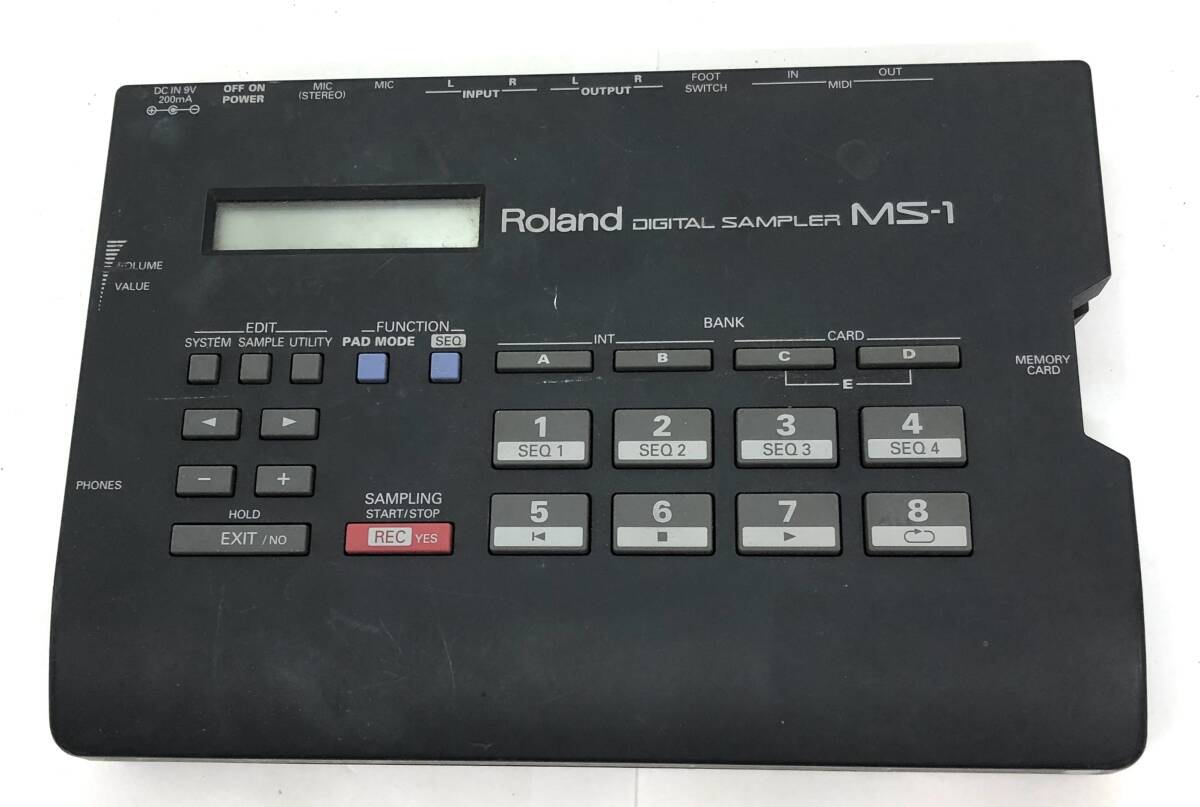 DC IN 9V
200mA
OFF ON
POWER
MIC
(STEREO)
MIC
L R
INPUT
L R
OUTPUT
FOOT
SWITCH
IN OUT
MIDI
Roland DIGITAL SAMPLER MS-1
VOLUME
VALUE
EDIT
SYSTEM SAMPLE UTILITY
FUNCTION
PAD MODE SEQ
BANK
INT CARD
A B C D
E
MEMORY
CARD
1 2 3 4
SEQ 1 SEQ 2 SEQ 3 SEQ 4
− +
PHONES
HOLD
EXIT / NO
SAMPLING
START/STOP
REC YES
5 6 7 8